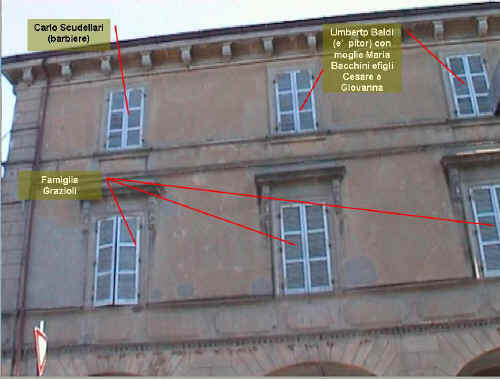 Carlo Scudellari
(barbiere)
Umberto Baldi
(e' pitor) con
moglie Maria
Bacchini efigli
Cesare e
Giovanna
Famiglia
Grazioli